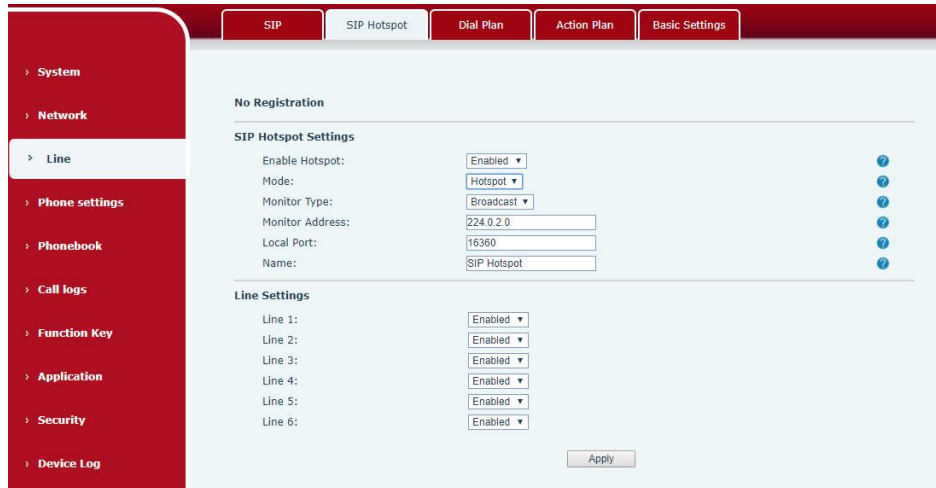 SIP SIP Hotspot Dial Plan Action Plan Basic Settings
› System
› Network
› Line
› Phone settings
› Phonebook
› Call logs
› Function Key
› Application
› Security
› Device Log
No Registration
SIP Hotspot Settings
Enable Hotspot: Enabled ▼ ?
Mode: Hotspot ▼ ?
Monitor Type: Broadcast ▼ ?
Monitor Address: 224.0.2.0 ?
Local Port: 16360 ?
Name: SIP Hotspot ?
Line Settings
Line 1: Enabled ▼
Line 2: Enabled ▼
Line 3: Enabled ▼
Line 4: Enabled ▼
Line 5: Enabled ▼
Line 6: Enabled ▼
Apply